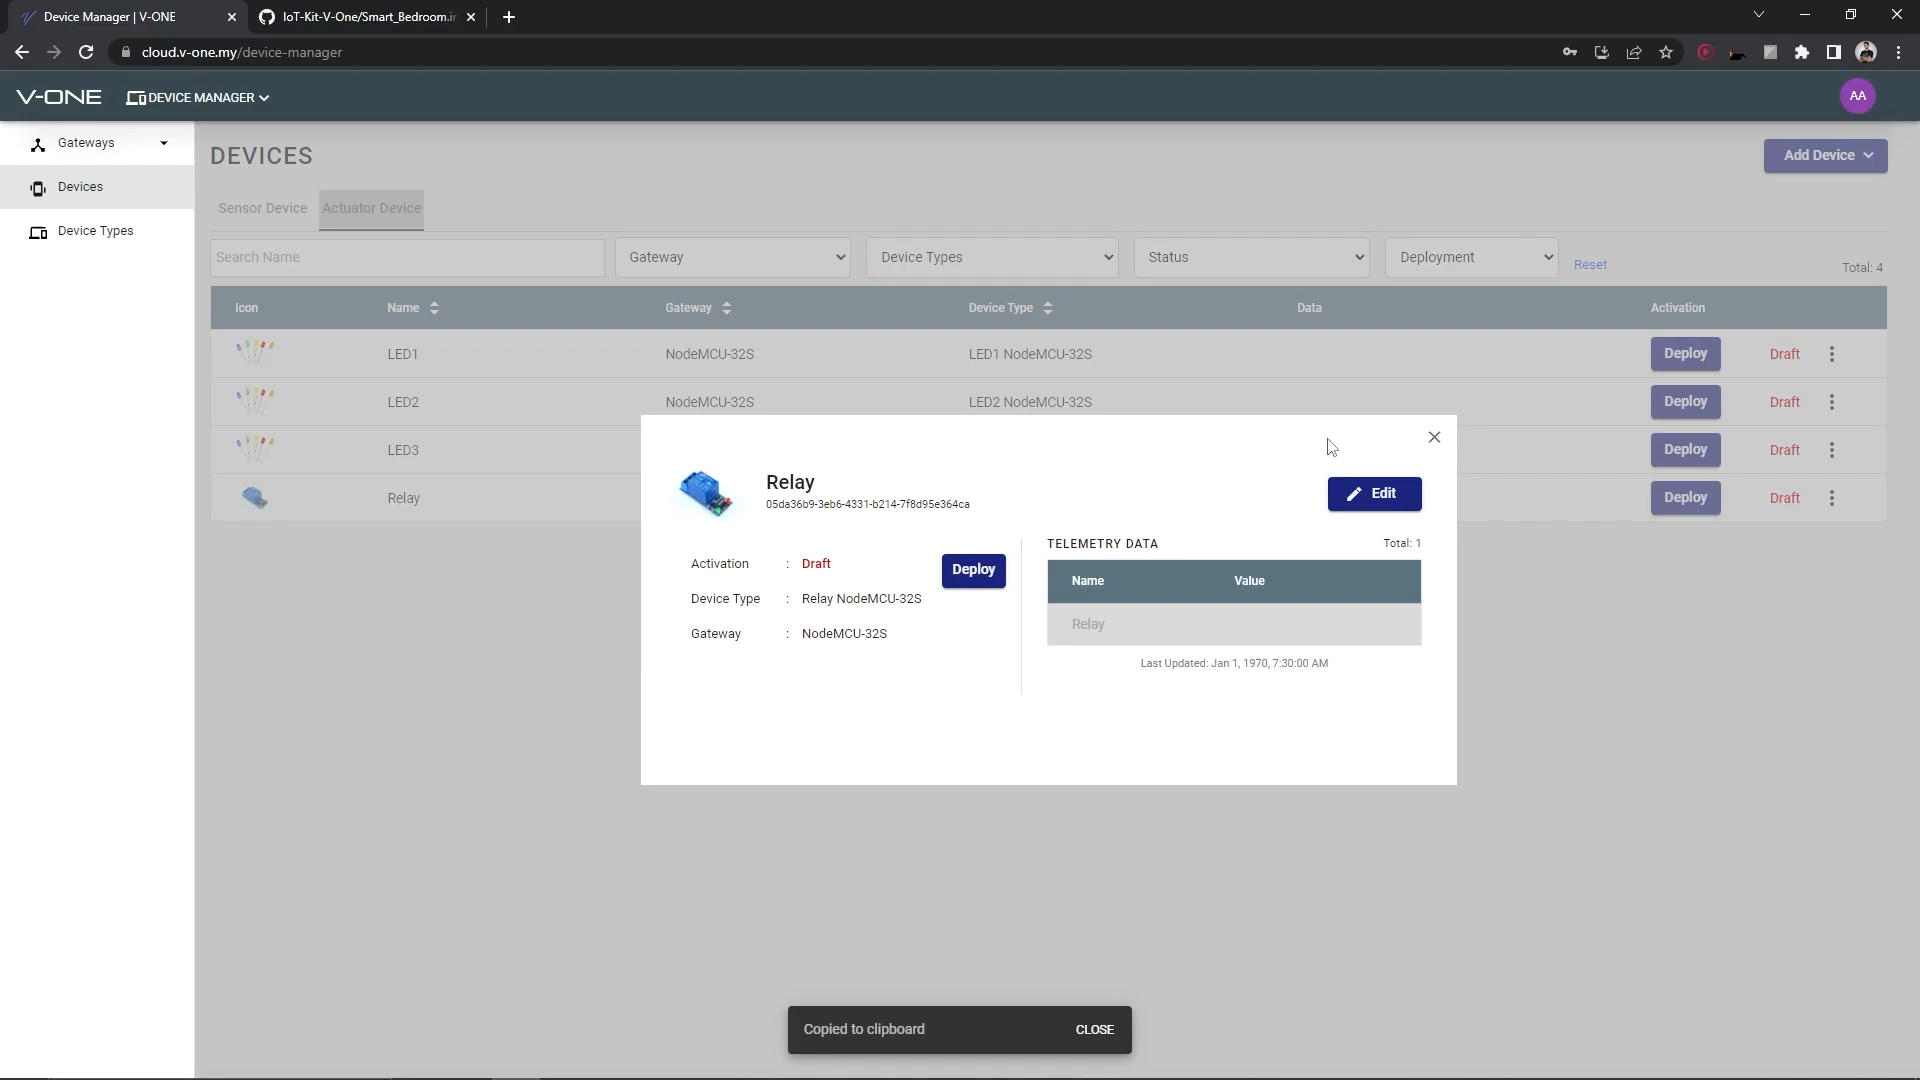 Device Manager | V-ONE
IoT-Kit-V-One/Smart_Bedroom.in
cloud.v-one.my/device-manager
V-ONE
DEVICE MANAGER
AA
Gateways
Devices
Device Types
DEVICES
Add Device
Sensor Device
Actuator Device
Search Name
Gateway
Device Types
Status
Deployment
Reset
Total: 4
Icon
Name
Gateway
Device Type
Data
Activation
LED1
NodeMCU-32S
LED1 NodeMCU-32S
Deploy
Draft
LED2
NodeMCU-32S
LED2 NodeMCU-32S
Deploy
Draft
LED3
Deploy
Draft
Relay
Deploy
Draft
Relay
05da36b9-3eb6-4331-b214-7f8d95e364ca
Edit
Activation : Draft
Deploy
Device Type : Relay NodeMCU-32S
Gateway : NodeMCU-32S
TELEMETRY DATA
Total: 1
Name
Value
Relay
Last Updated: Jan 1, 1970, 7:30:00 AM
Copied to clipboard
CLOSE